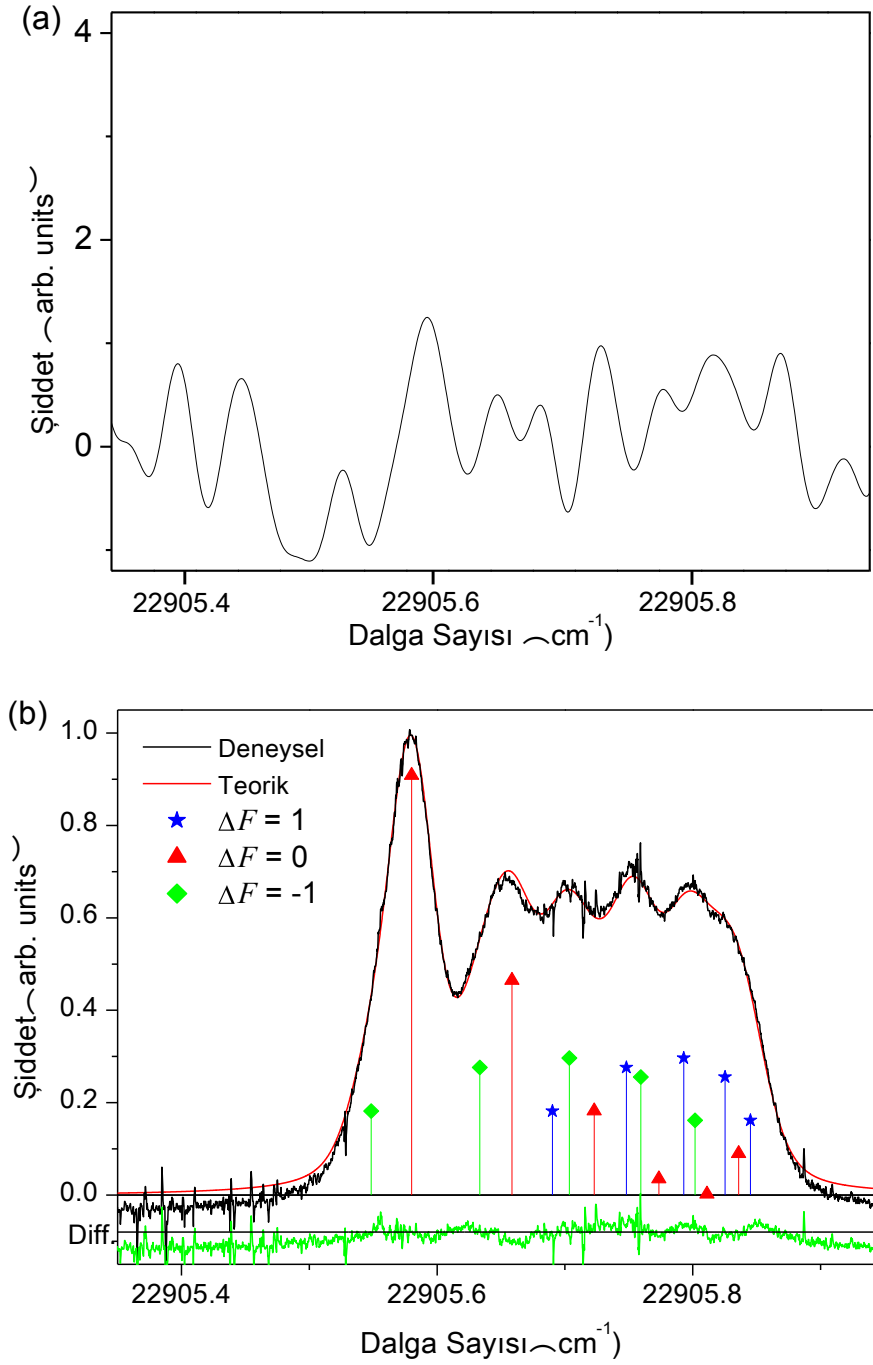 (a)
4
2
0
Şiddet (arb. units)
22905.4 22905.6 22905.8
Dalga Sayısı (cm-1)
(b)
1.0
0.8
0.6
0.4
0.2
0.0
Diff.
Şiddet(arb. units)
Deneysel
Teorik
ΔF = 1
ΔF = 0
ΔF = -1
22905.4 22905.6 22905.8
Dalga Sayısı(cm-1)